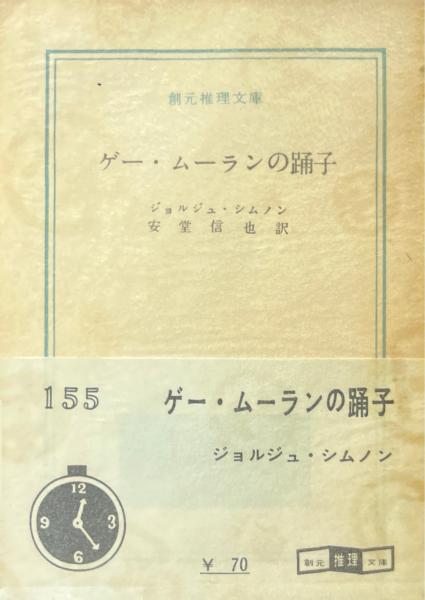 創元推理文庫
ゲー・ムーランの踊子
ジョルジュ・シムノン
安堂信也訳
155
ゲー・ムーランの踊子
ジョルジュ・シムノン
12
9 3
6
¥ 70
創元 推理 文庫